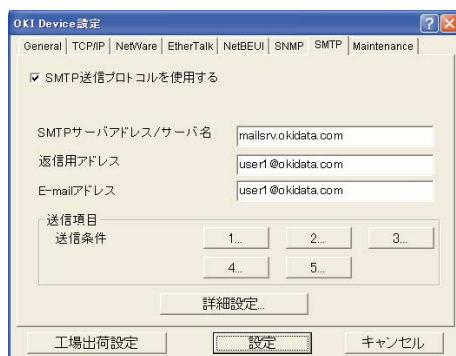 OKI Device設定
General TCP/IP NetWare EtherTalk NetBEUI SNMP SMTP Maintenance
SMTP送信プロトコルを使用する
SMTPサーバアドレス/サーバ名 mailsrv.okidata.com
返信用アドレス user1@okidata.com
E-mailアドレス user1@okidata.com
送信項目
送信条件 1... 2... 3...
4... 5...
詳細設定...
工場出荷設定 設定 キャンセル